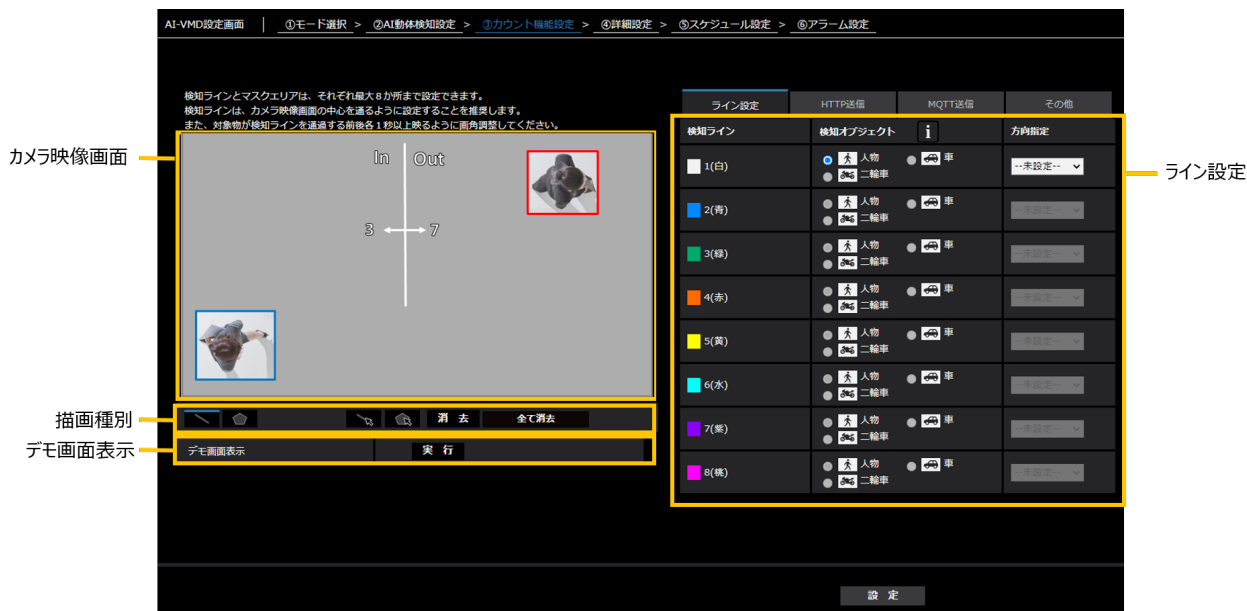 AI-VMD設定画面 | ①モード選択 > ②AI動体検知設定 > ③カウント機能設定 > ④詳細設定 > ⑤スケジュール設定 > ⑥アラーム設定
検知ラインとマスクエリアは、それぞれ最大８か所まで設定できます。
検知ラインは、カメラ映像画面の中心を通るように設定することを推奨します。
また、対象物が検知ラインを通過する前後各１秒以上映るように画角調整してください。
カメラ映像画面
In Out
3 7
描画種別
消 去 全て消去
デモ画面表示
デモ画面表示 実 行
ライン設定 HTTP送信 MQTT送信 その他
検知ライン 検知オブジェクト i 方向指定
1(白) 人物 車 --未設定--
二輪車
2(青) 人物 車 --未設定--
二輪車
3(緑) 人物 車 --未設定--
二輪車
4(赤) 人物 車 --未設定--
二輪車
5(黄) 人物 車 --未設定--
二輪車
6(水) 人物 車 --未設定--
二輪車
7(紫) 人物 車 --未設定--
二輪車
8(桃) 人物 車 --未設定--
二輪車
ライン設定
設 定